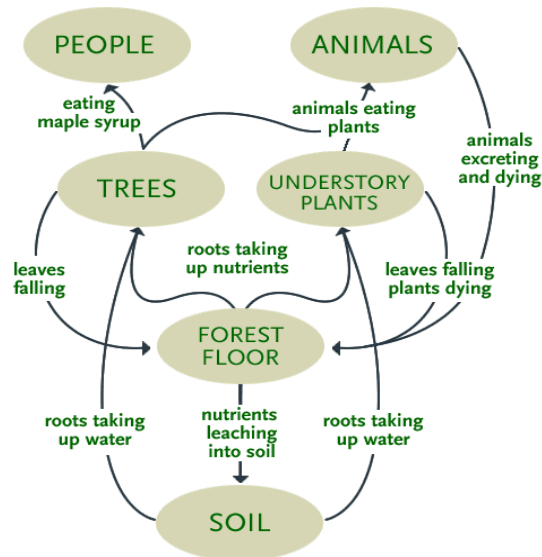 PEOPLE
ANIMALS
eating
maple syrup
animals eating
plants
animals
excreting
and dying
TREES
UNDERSTORY
PLANTS
roots taking
up nutrients
leaves
falling
leaves falling
plants dying
FOREST
FLOOR
roots taking
up water
nutrients
leaching
into soil
roots taking
up water
SOIL